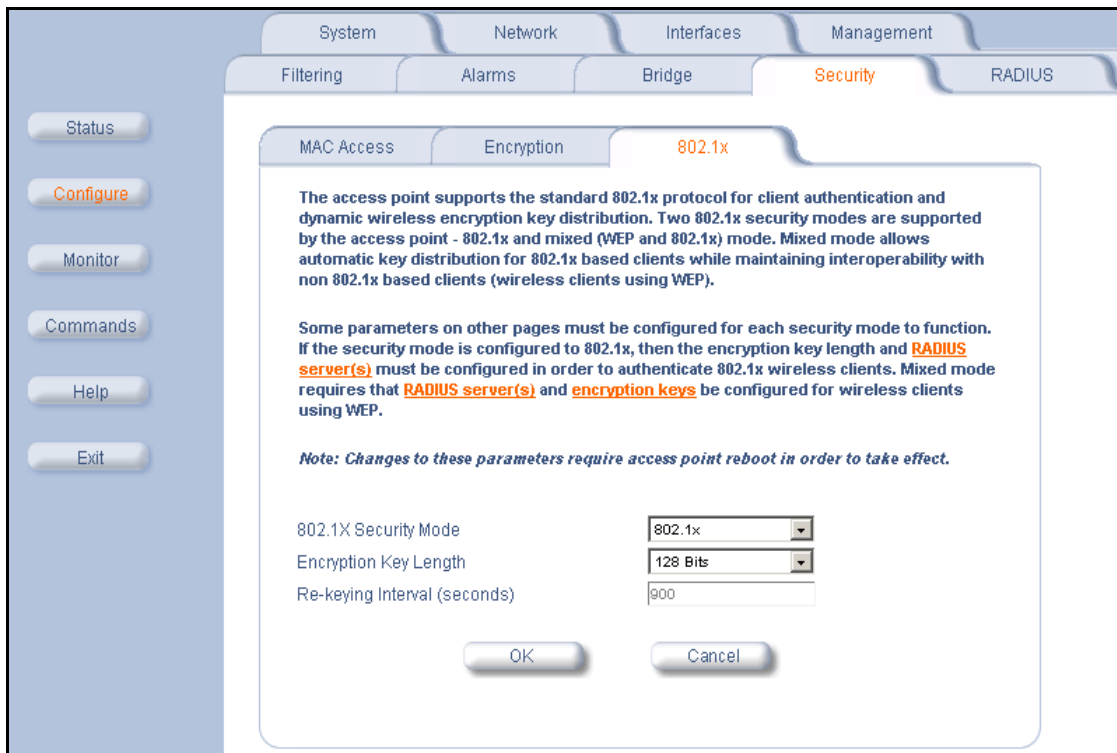 System Network Interfaces Management
Filtering Alarms Bridge Security RADIUS
Status
Configure
Monitor
Commands
Help
Exit
MAC Access Encryption 802.1x
The access point supports the standard 802.1x protocol for client authentication and
dynamic wireless encryption key distribution. Two 802.1x security modes are supported
by the access point - 802.1x and mixed (WEP and 802.1x) mode. Mixed mode allows
automatic key distribution for 802.1x based clients while maintaining interoperability with
non 802.1x based clients (wireless clients using WEP).
Some parameters on other pages must be configured for each security mode to function.
If the security mode is configured to 802.1x, then the encryption key length and RADIUS
server(s) must be configured in order to authenticate 802.1x wireless clients. Mixed mode
requires that RADIUS server(s) and encryption keys be configured for wireless clients
using WEP.
Note: Changes to these parameters require access point reboot in order to take effect.
802.1X Security Mode 802.1x
Encryption Key Length 128 Bits
Re-keying Interval (seconds) 900
OK Cancel